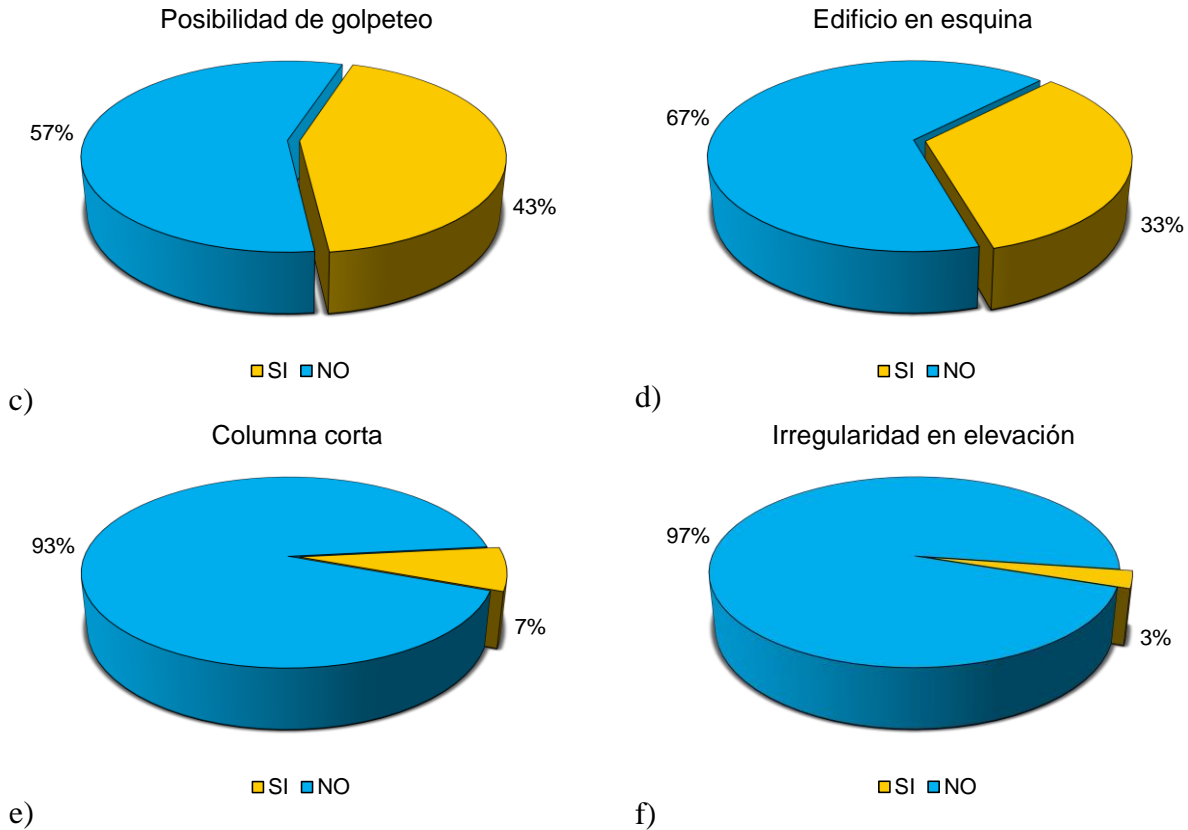 Posibilidad de golpeteo
57%
43%
SI NO
c)
Edificio en esquina
67%
33%
SI NO
d)
Columna corta
93%
7%
SI NO
e)
Irregularidad en elevación
97%
3%
SI NO
f)